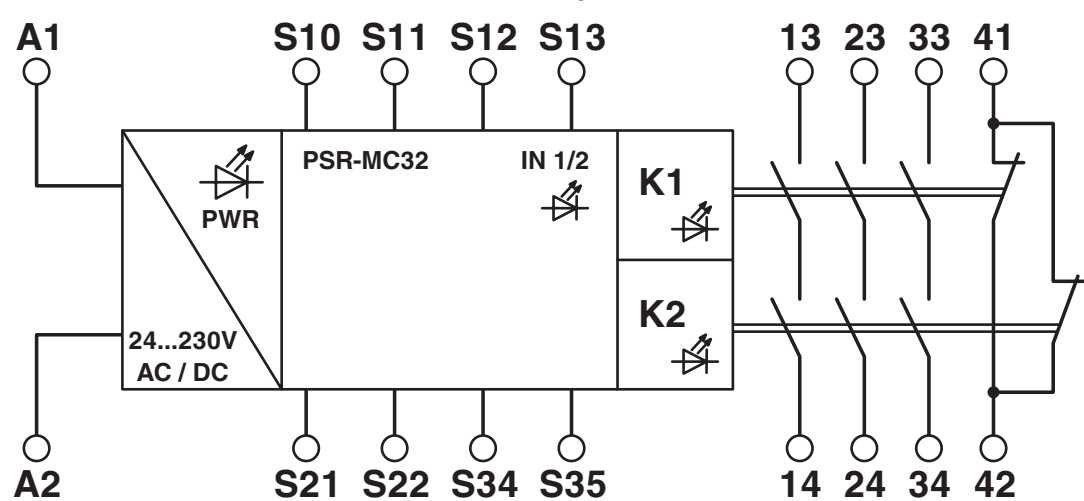 A1 S10 S11 S12 S13 13 23 33 41
PSR-MC32 IN 1/2
K1
PWR
K2
24...230V
AC / DC
A2 S21 S22 S34 S35 14 24 34 42